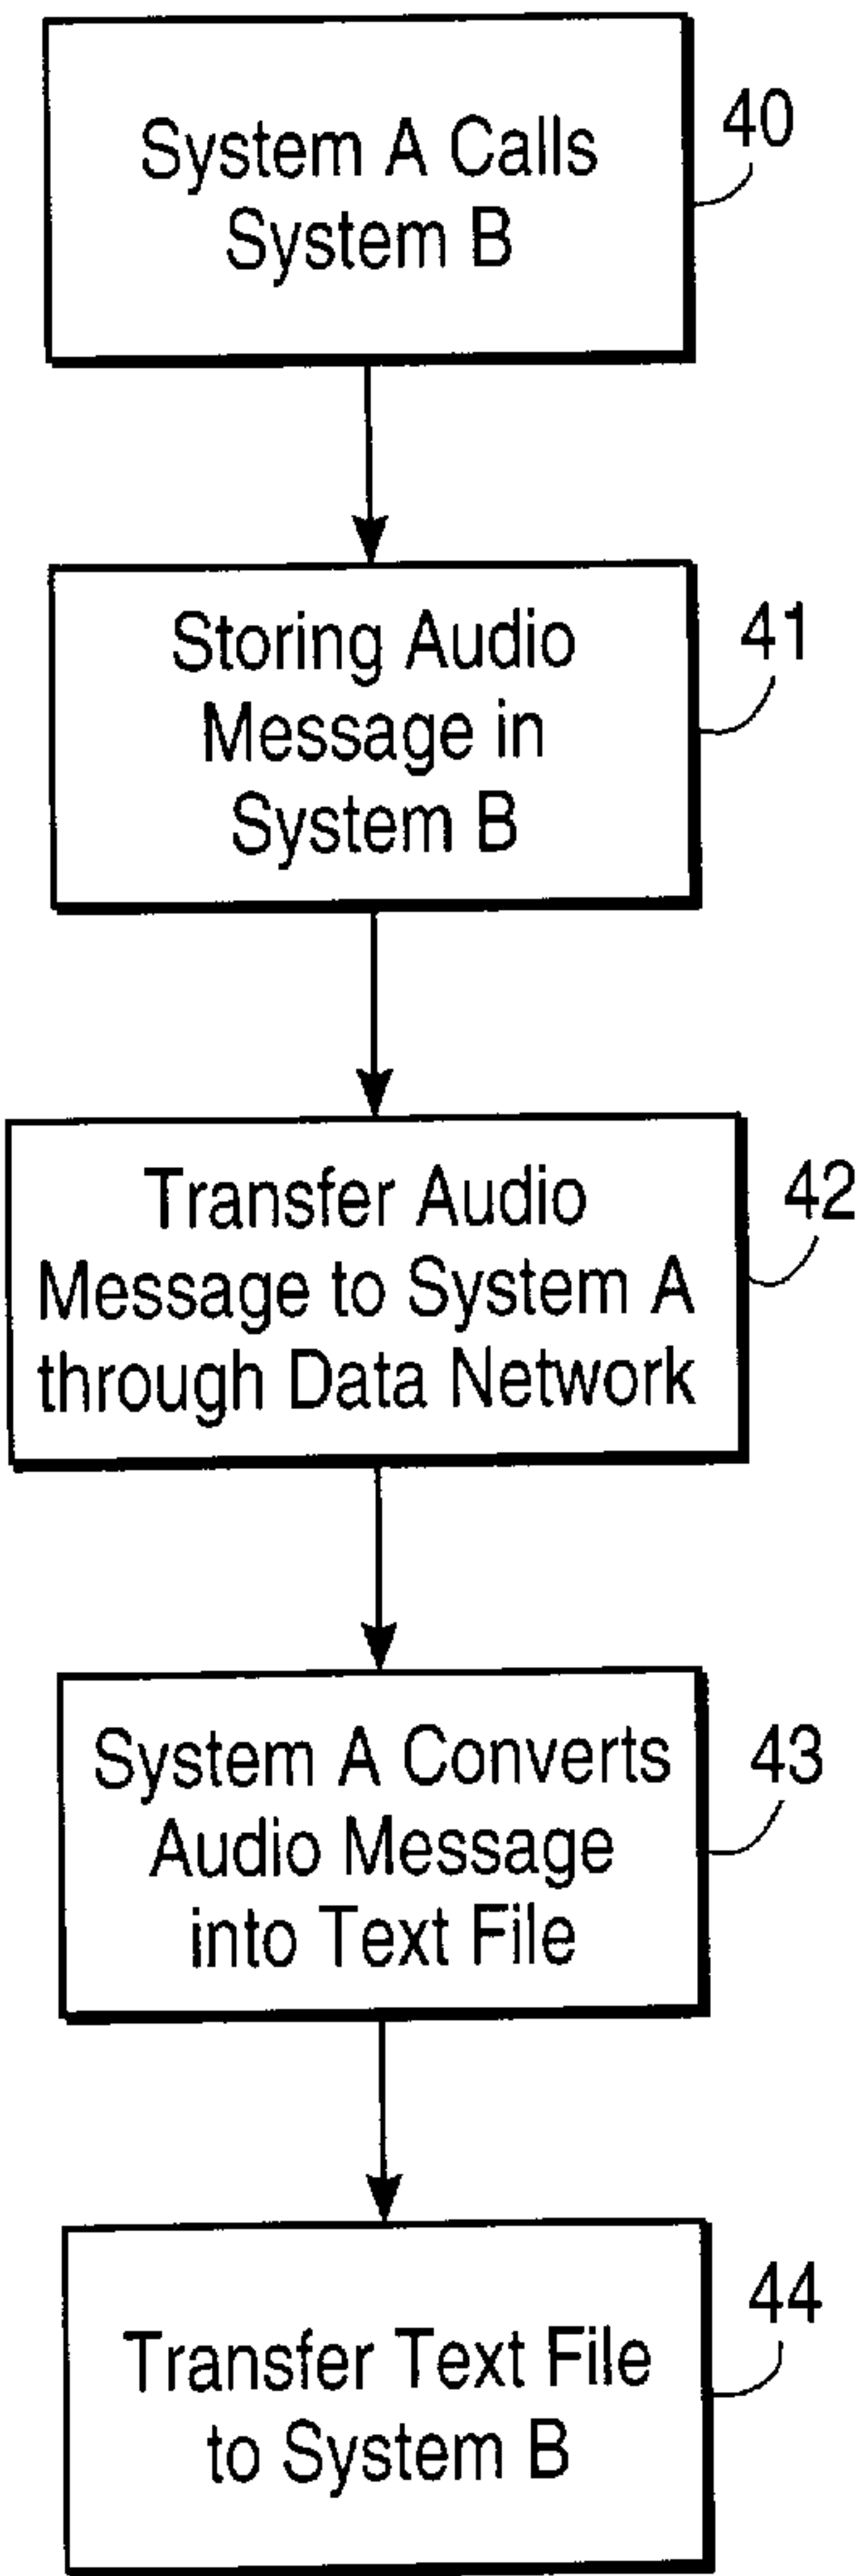 System A Calls
System B
40
Storing Audio
Message in
System B
41
Transfer Audio
Message to System A
through Data Network
42
System A Converts
Audio Message
into Text File
43
Transfer Text File
to System B
44